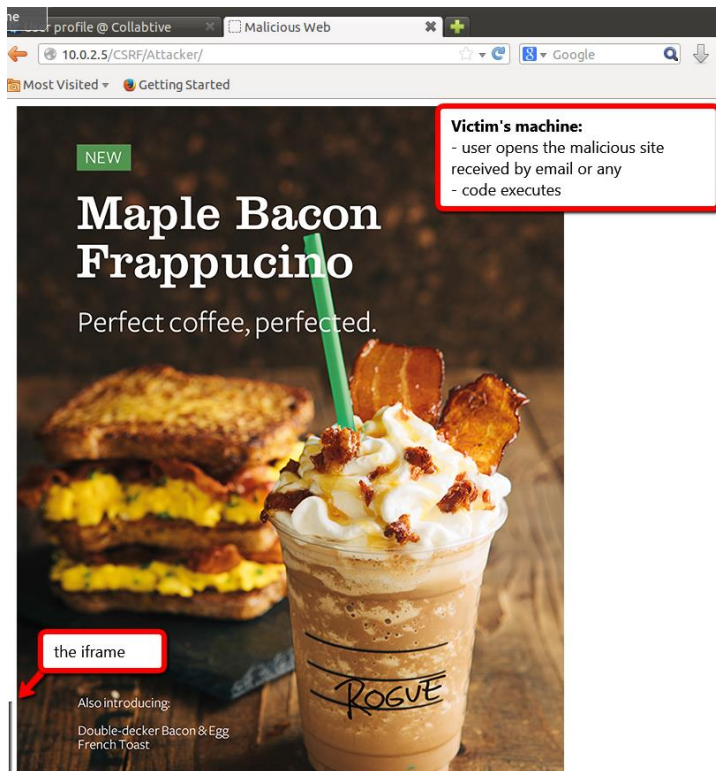 ne
User profile @ Collabtive
Malicious Web
10.0.2.5/CSRF/Attacker/
Google
Most Visited
Getting Started
Victim's machine:
- user opens the malicious site
received by email or any
- code executes
NEW
Maple Bacon
Frappucino
Perfect coffee, perfected.
the iframe
ROGUE
Also introducing:
Double-decker Bacon & Egg
French Toast